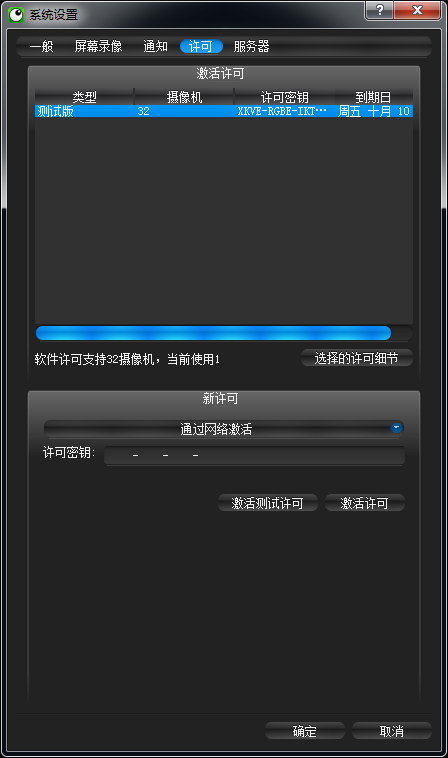 系统设置
一般 屏幕录像 通知 许可 服务器
激活许可
类型 摄像机 许可密钥 到期日
测试版 32 XKVE-RGBE-IKT··· 周五 十月 10
软件许可支持32摄像机，当前使用1
选择的许可细节
新许可
通过网络激活
许可密钥: - - -
激活测试许可 激活许可
确定 取消